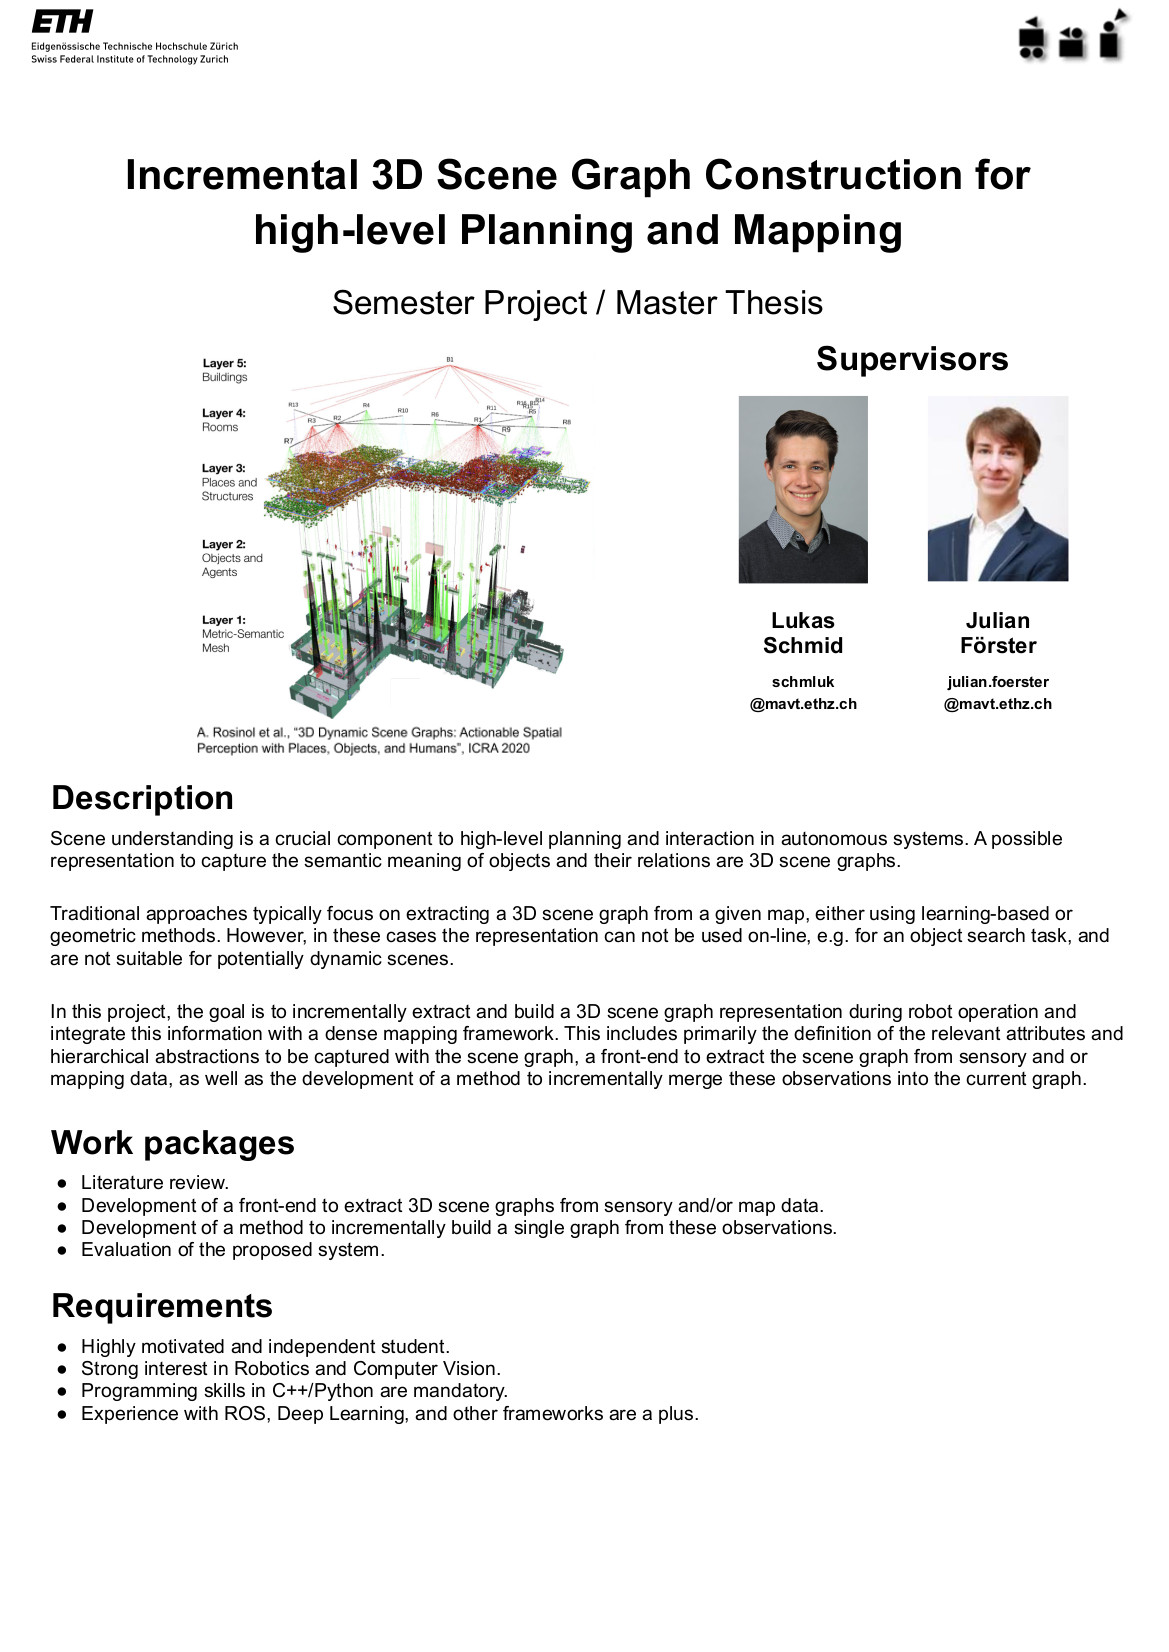 ETH
Eidgenössische Technische Hochschule Zürich
Swiss Federal Institute of Technology Zurich
Incremental 3D Scene Graph Construction for
high-level Planning and Mapping
Semester Project / Master Thesis
Layer 5:
Buildings
Layer 4:
Rooms
Layer 3:
Places and
Structures
Layer 2:
Objects and
Agents
Layer 1:
Metric-Semantic
Mesh
B1
R13
R3
R2
R4
R10
R6
R11
R1
R9
R14
R5
R8
R7
A. Rosinol et al., “3D Dynamic Scene Graphs: Actionable Spatial
Perception with Places, Objects, and Humans”, ICRA 2020
Supervisors
Lukas
Schmid
schmluk
@mavt.ethz.ch
Julian
Förster
julian.foerster
@mavt.ethz.ch
Description
Scene understanding is a crucial component to high-level planning and interaction in autonomous systems. A possible
representation to capture the semantic meaning of objects and their relations are 3D scene graphs.
Traditional approaches typically focus on extracting a 3D scene graph from a given map, either using learning-based or
geometric methods. However, in these cases the representation can not be used on-line, e.g. for an object search task, and
are not suitable for potentially dynamic scenes.
In this project, the goal is to incrementally extract and build a 3D scene graph representation during robot operation and
integrate this information with a dense mapping framework. This includes primarily the definition of the relevant attributes and
hierarchical abstractions to be captured with the scene graph, a front-end to extract the scene graph from sensory and or
mapping data, as well as the development of a method to incrementally merge these observations into the current graph.
Work packages
● Literature review.
● Development of a front-end to extract 3D scene graphs from sensory and/or map data.
● Development of a method to incrementally build a single graph from these observations.
● Evaluation of the proposed system.
Requirements
● Highly motivated and independent student.
● Strong interest in Robotics and Computer Vision.
● Programming skills in C++/Python are mandatory.
● Experience with ROS, Deep Learning, and other frameworks are a plus.